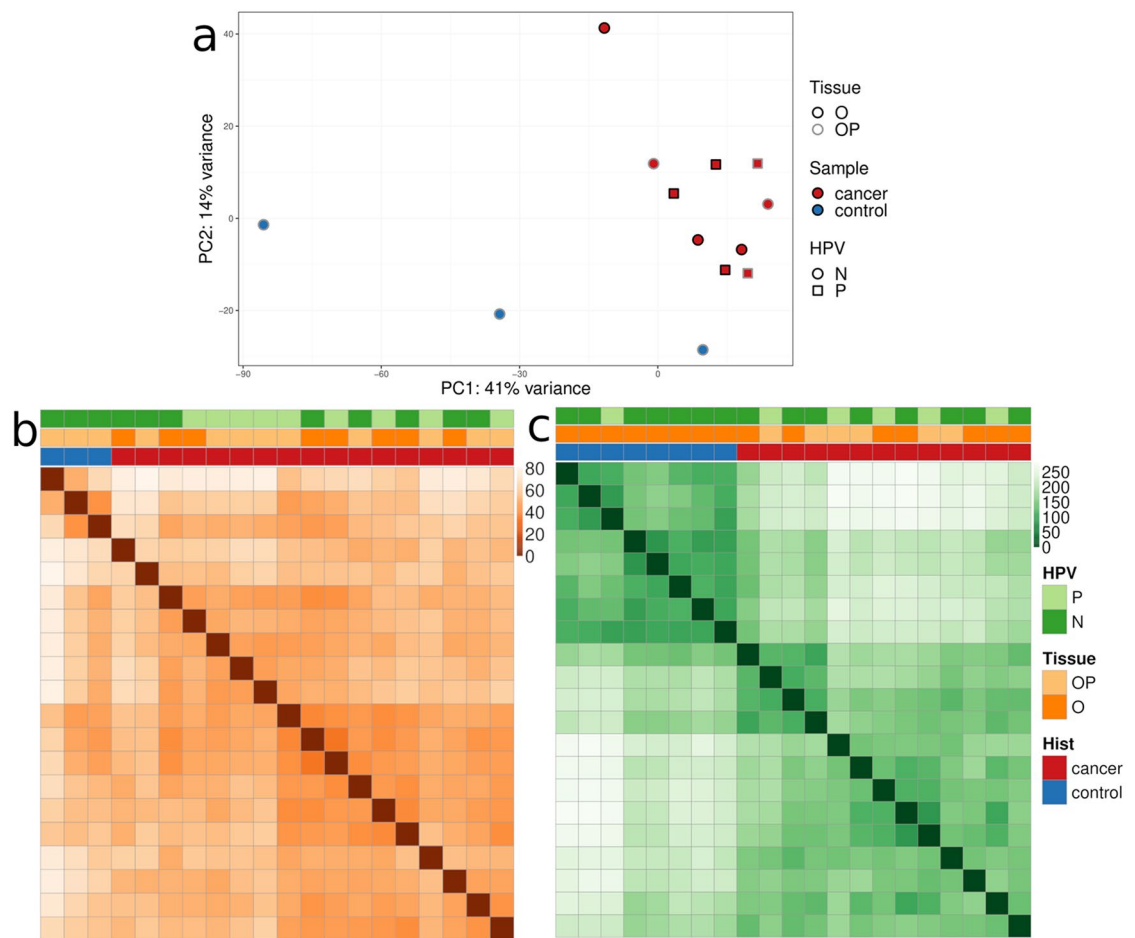 a
40
20
0
−20
PC2: 14% variance
−90
−60
−30
0
PC1: 41% variance
Tissue
O
OP
Sample
cancer
control
HPV
N
P
b
80
60
40
20
0
c
250
200
150
100
50
0
HPV
P
N
Tissue
OP
O
Hist
cancer
control